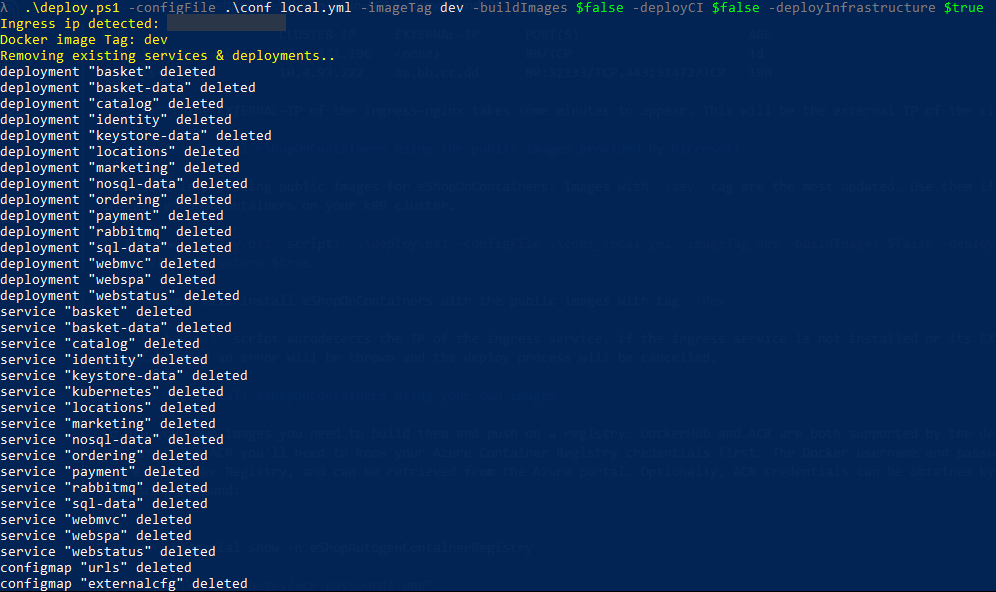 λ .\deploy.ps1 -configFile .\conf local.yml -imageTag dev -buildImages $false -deployCI $false -deployInfrastructure $true
Ingress ip detected:
Docker image Tag: dev
Removing existing services & deployments..
deployment "basket" deleted
deployment "basket-data" deleted
deployment "catalog" deleted
deployment "identity" deleted
deployment "keystore-data" deleted
deployment "locations" deleted
deployment "marketing" deleted
deployment "nosql-data" deleted
deployment "ordering" deleted
deployment "payment" deleted
deployment "rabbitmq" deleted
deployment "sql-data" deleted
deployment "webmvc" deleted
deployment "webspa" deleted
deployment "webstatus" deleted
service "basket" deleted
service "basket-data" deleted
service "catalog" deleted
service "identity" deleted
service "keystore-data" deleted
service "kubernetes" deleted
service "locations" deleted
service "marketing" deleted
service "nosql-data" deleted
service "ordering" deleted
service "payment" deleted
service "rabbitmq" deleted
service "sql-data" deleted
service "webmvc" deleted
service "webspa" deleted
service "webstatus" deleted
configmap "urls" deleted
configmap "externalcfg" deleted